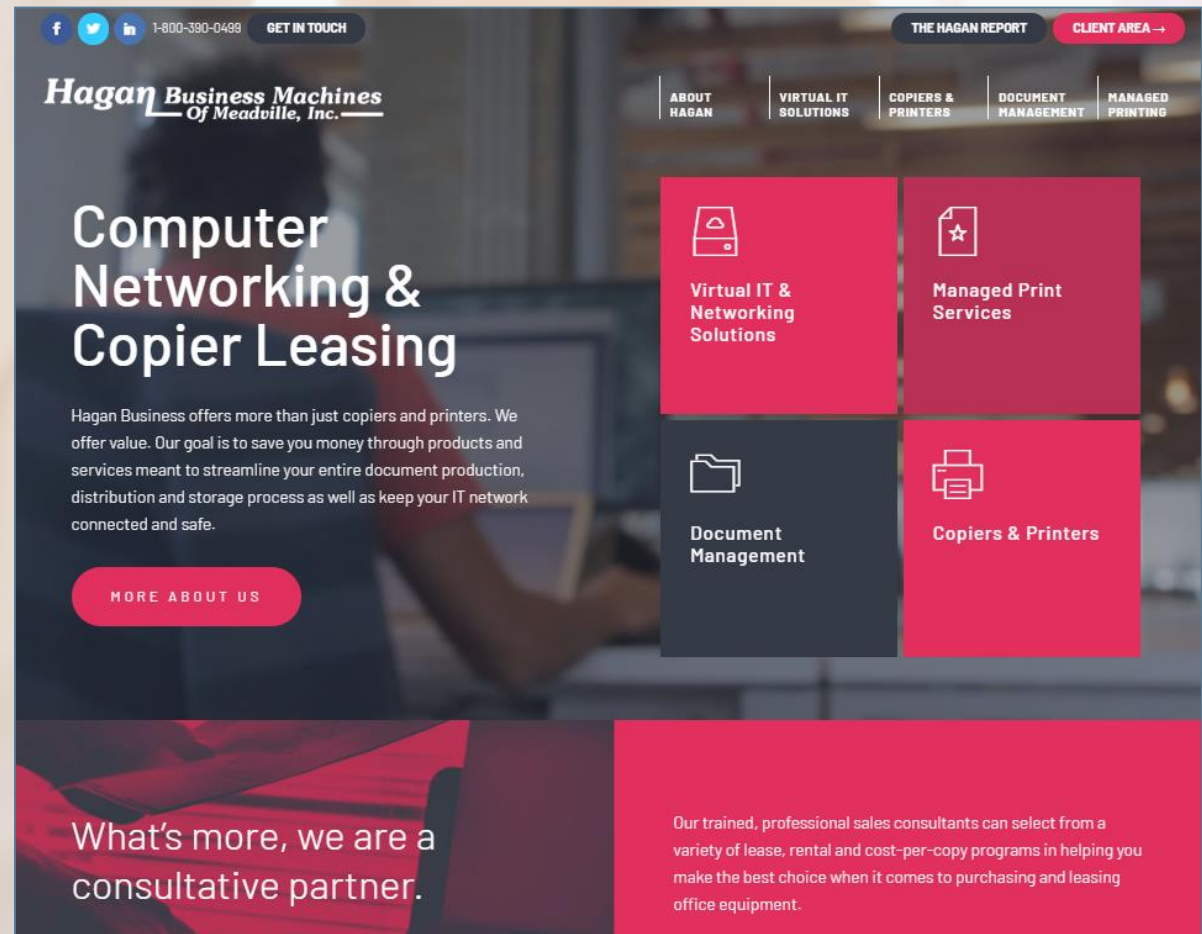 1-800-390-0499 GET IN TOUCH
THE HAGAN REPORT CLIENT AREA→
Hagan Business Machines
Of Meadville, Inc.
ABOUT
HAGAN
VIRTUAL IT
SOLUTIONS
COPIERS &
PRINTERS
DOCUMENT
MANAGEMENT
MANAGED
PRINTING
Computer
Networking &
Copier Leasing
Hagan Business offers more than just copiers and printers. We
offer value. Our goal is to save you money through products and
services meant to streamline your entire document production,
distribution and storage process as well as keep your IT network
connected and safe.
MORE ABOUT US
Virtual IT &
Networking
Solutions
Managed Print
Services
Document
Management
Copiers & Printers
What's more, we are a
consultative partner.
Our trained, professional sales consultants can select from a
variety of lease, rental and cost-per-copy programs in helping you
make the best choice when it comes to purchasing and leasing
office equipment.